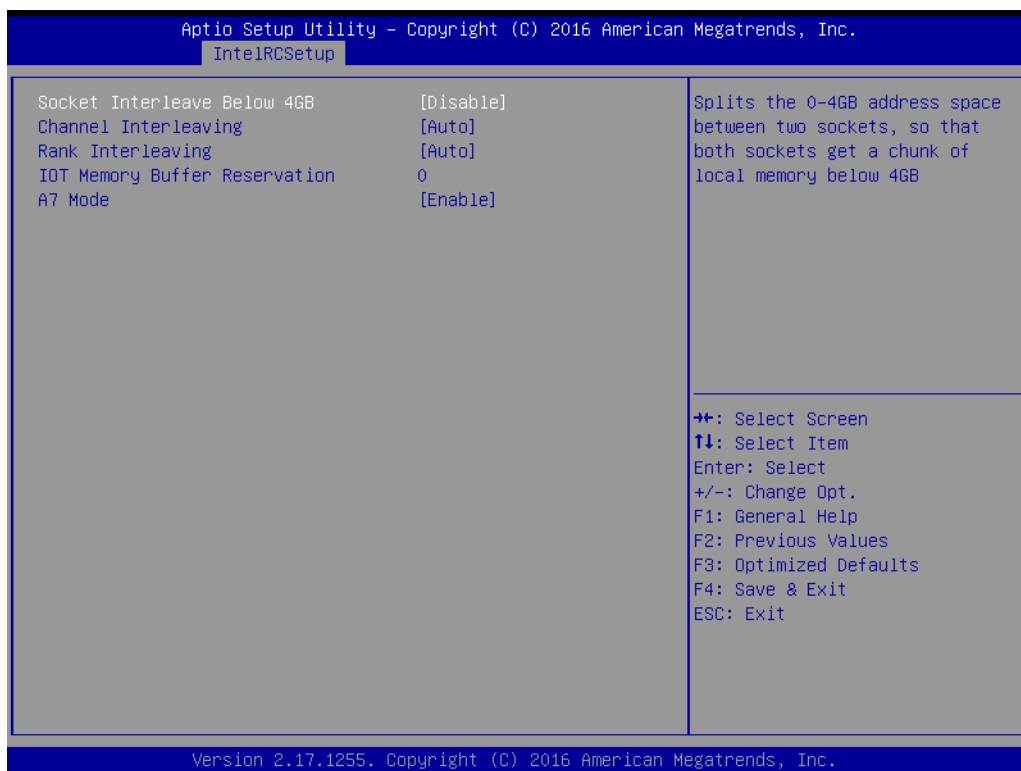 Aptio Setup Utility – Copyright (C) 2016 American Megatrends, Inc.
IntelRCSetup
Socket Interleave Below 4GB [Disable]
Channel Interleaving [Auto]
Rank Interleaving [Auto]
IOT Memory Buffer Reservation 0
A7 Mode [Enable]
Splits the 0-4GB address space
between two sockets, so that
both sockets get a chunk of
local memory below 4GB
→←: Select Screen
↑↓: Select Item
Enter: Select
+/-: Change Opt.
F1: General Help
F2: Previous Values
F3: Optimized Defaults
F4: Save & Exit
ESC: Exit
Version 2.17.1255. Copyright (C) 2016 American Megatrends, Inc.